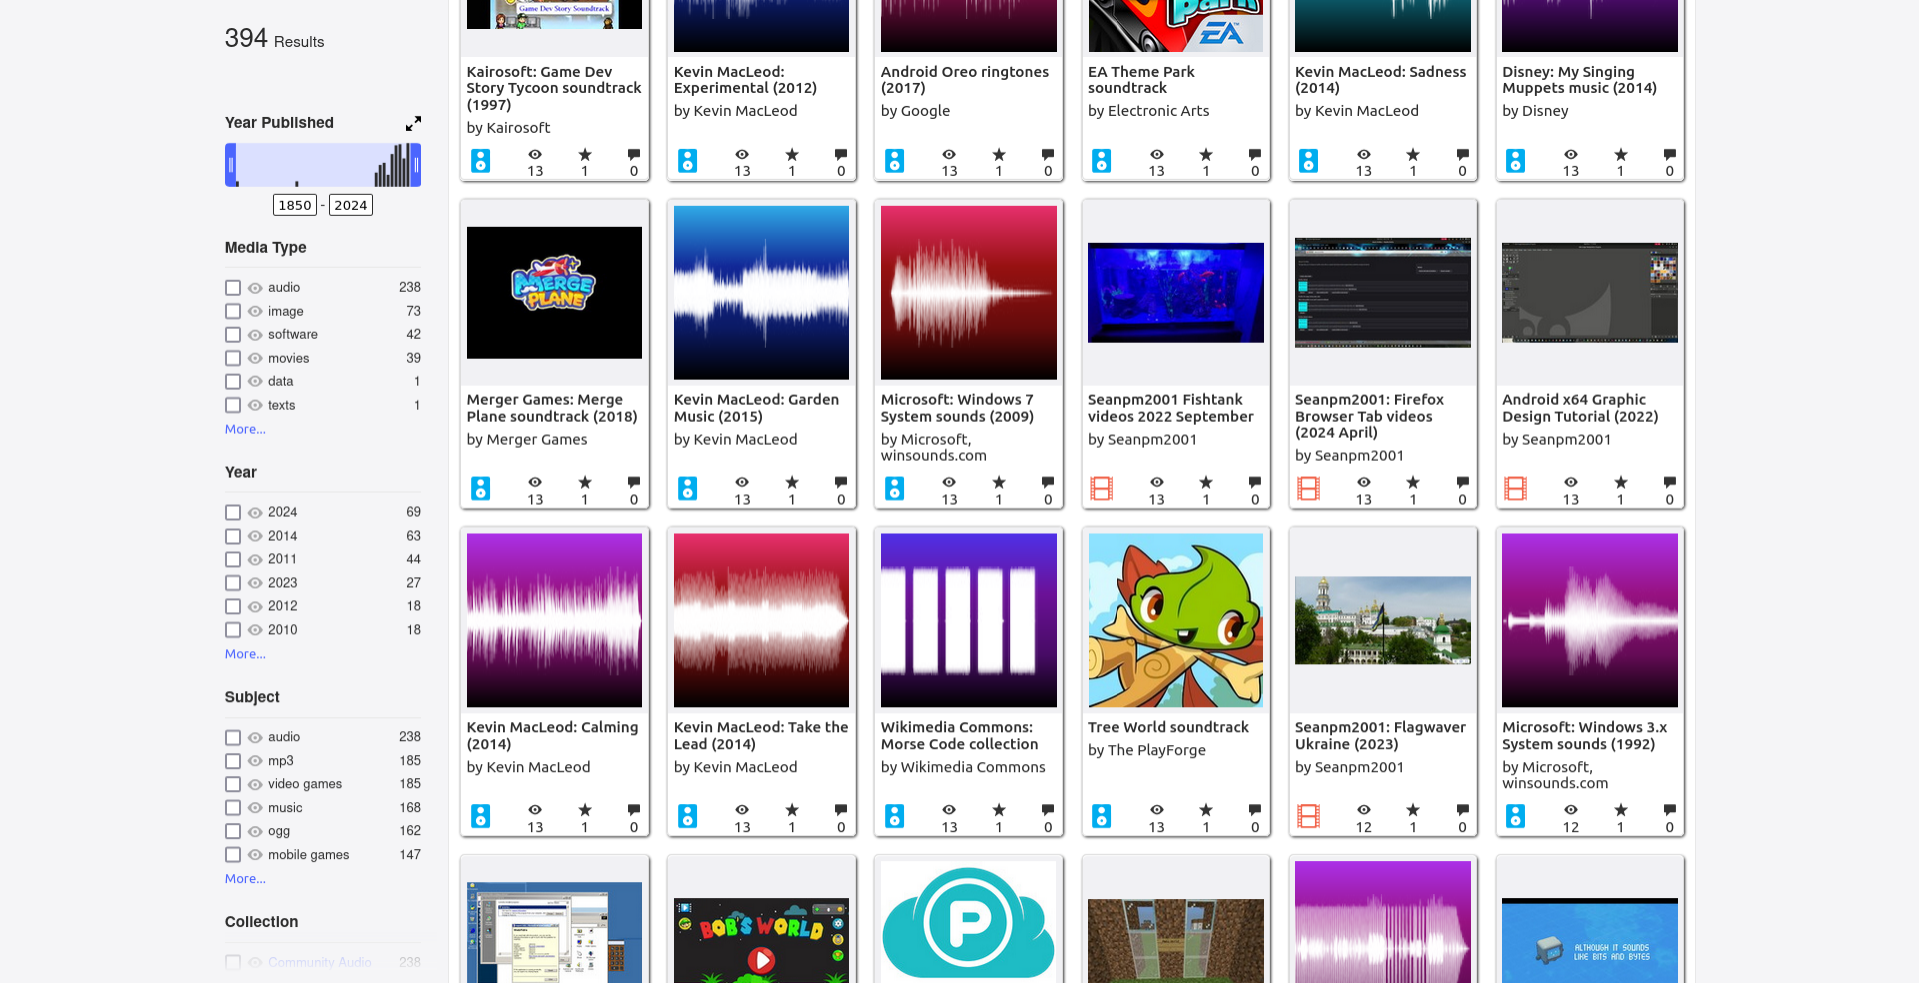 394 Results
Year Published
1850 - 2024
Media Type
audio 238
image 73
software 42
movies 39
data 1
texts 1
More...
Year
2024 69
2014 63
2011 44
2023 27
2012 18
2010 18
More...
Subject
audio 238
mp3 185
video games 185
music 168
ogg 162
mobile games 147
More...
Collection
Community Audio 238
Game Dev Story Soundtrack
Kairosoft: Game Dev
Story Tycoon soundtrack
(1997)
by Kairosoft
13 1 0
Kevin MacLeod:
Experimental (2012)
by Kevin MacLeod
13 1 0
Android Oreo ringtones
(2017)
by Google
13 1 0
Park
EA
EA Theme Park
soundtrack
by Electronic Arts
13 1 0
Kevin MacLeod: Sadness
(2014)
by Kevin MacLeod
13 1 0
Disney: My Singing
Muppets music (2014)
by Disney
13 1 0
MERGE
PLANE
Merger Games: Merge
Plane soundtrack (2018)
by Merger Games
13 1 0
Kevin MacLeod: Garden
Music (2015)
by Kevin MacLeod
13 1 0
Microsoft: Windows 7
System sounds (2009)
by Microsoft,
winsounds.com
13 1 0
Seanpm2001 Fishtank
videos 2022 September
by Seanpm2001
13 1 0
Seanpm2001: Firefox
Browser Tab videos
(2024 April)
by Seanpm2001
13 1 0
Android x64 Graphic
Design Tutorial (2022)
by Seanpm2001
13 1 0
Kevin MacLeod: Calming
(2014)
by Kevin MacLeod
13 1 0
Kevin MacLeod: Take the
Lead (2014)
by Kevin MacLeod
13 1 0
Wikimedia Commons:
Morse Code collection
by Wikimedia Commons
13 1 0
Tree World soundtrack
by The PlayForge
13 1 0
Seanpm2001: Flagwaver
Ukraine (2023)
by Seanpm2001
12 1 0
Microsoft: Windows 3.x
System sounds (1992)
by Microsoft,
winsounds.com
12 1 0
BOB'S WORLD
P
ALTHOUGH IT SOUNDS
LIKE BITS AND BYTES